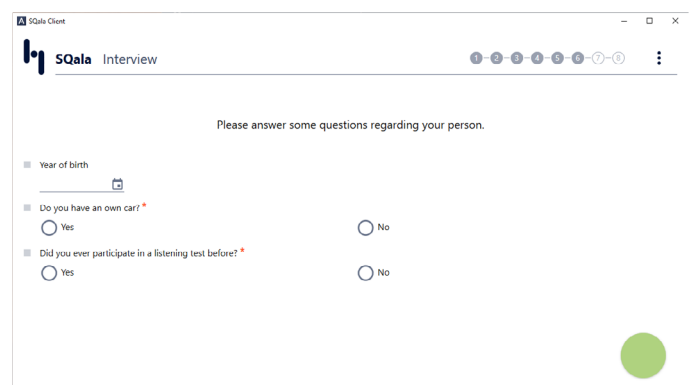 A SQala Client
SQala Interview
1 2 3 4 5 6 7 8
Please answer some questions regarding your person.
Year of birth
Do you have an own car? *
Yes No
Did you ever participate in a listening test before? *
Yes No